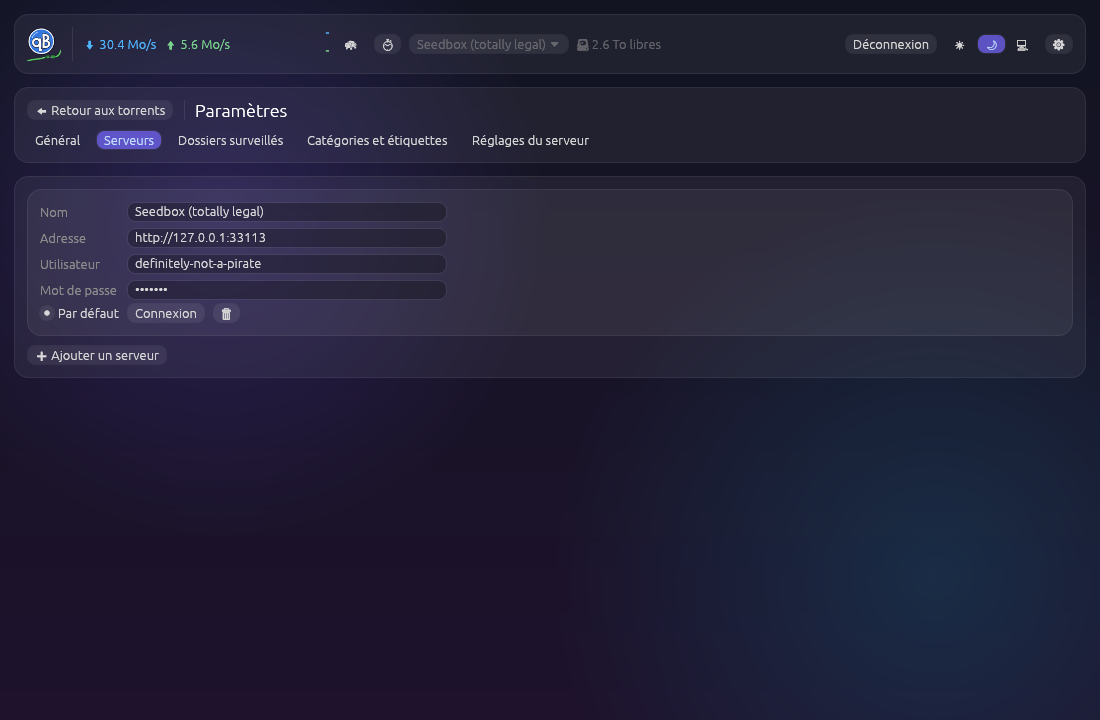 qB 30.4 Mo/s 5.6 Mo/s Seedbox (totally legal) 2.6 To libres Déconnexion
Retour aux torrents Paramètres
Général Serveurs Dossiers surveillés Catégories et étiquettes Réglages du serveur
Nom Seedbox (totally legal)
Adresse http://127.0.0.1:33113
Utilisateur definitely-not-a-pirate
Mot de passe •••••••
Par défaut Connexion
Ajouter un serveur